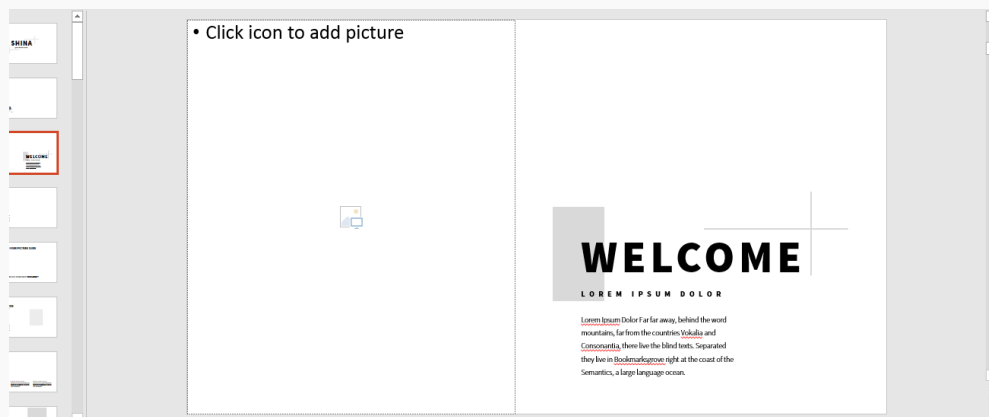 SHINA
WELCOME
• Click icon to add picture
WELCOME
LOREM IPSUM DOLOR
Lorem Ipsum Dolor Far far away, behind the word
mountains, far from the countries Vokalia and
Consonantia, there live the blind texts. Separated
they live in Bookmarksgrove right at the coast of the
Semantics, a large language ocean.